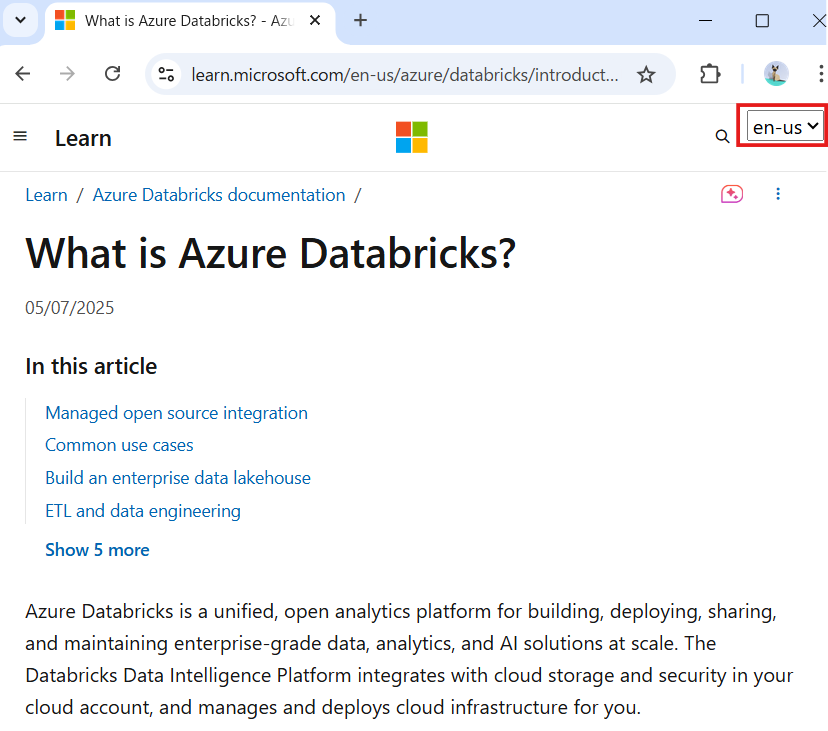 What is Azure Databricks? - Azu
learn.microsoft.com/en-us/azure/databricks/introduct...
Learn
en-us
Learn / Azure Databricks documentation /
What is Azure Databricks?
05/07/2025
In this article
Managed open source integration
Common use cases
Build an enterprise data lakehouse
ETL and data engineering
Show 5 more
Azure Databricks is a unified, open analytics platform for building, deploying, sharing,
and maintaining enterprise-grade data, analytics, and AI solutions at scale. The
Databricks Data Intelligence Platform integrates with cloud storage and security in your
cloud account, and manages and deploys cloud infrastructure for you.